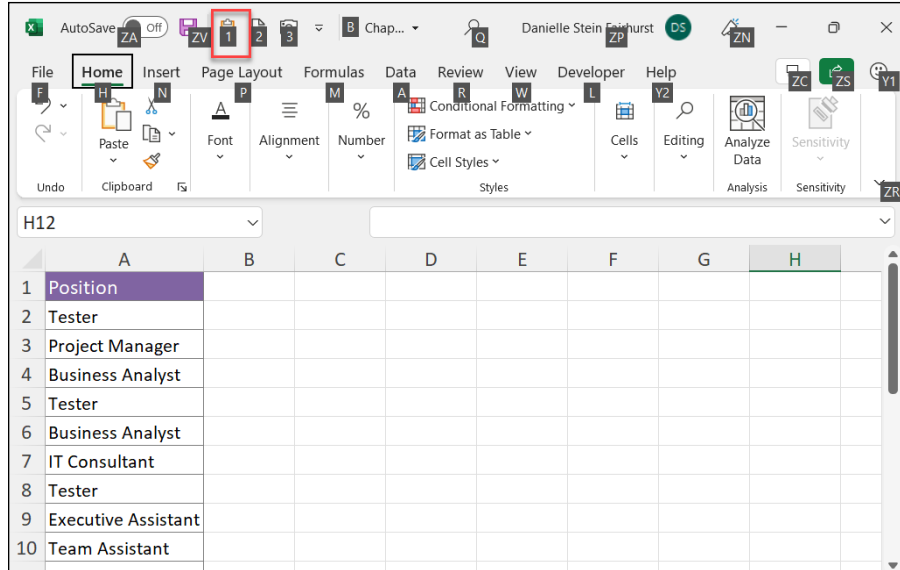 AutoSave Off B Chap... Danielle Stein Fairhurst DS
ZA ZV 1 2 3 Q ZP ZN
File Home Insert Page Layout Formulas Data Review View Developer Help
F H N P M A R W L Y2 ZC ZS Y1
Conditional Formatting
Paste Font Alignment Number Format as Table Cells Editing Analyze Data Sensitivity
Cell Styles
Undo Clipboard Styles Analysis Sensitivity ZR
H12
A B C D E F G H
1 Position
2 Tester
3 Project Manager
4 Business Analyst
5 Tester
6 Business Analyst
7 IT Consultant
8 Tester
9 Executive Assistant
10 Team Assistant